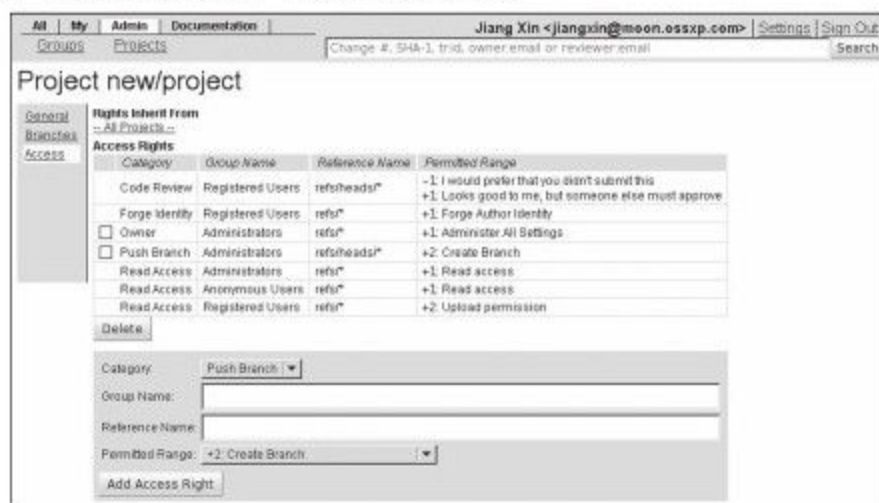 All My Admin Documentation Jiang Xin <jiangxin@moon.ossxp.com> Settings Sign Out
Groups Projects Change #, SHA-1, tr:id, owner:email or reviewer:email Search
Project new/project
General
Branches
Access
Rights Inherit From
-- All Projects --
Access Rights
Category Group Name Reference Name Permitted Range
Code Review Registered Users refs/heads/* -1: I would prefer that you didn't submit this
+1: Looks good to me, but someone else must approve
Forge Identity Registered Users refs/* +1: Forge Author Identity
Owner Administrators refs/* +1: Administer All Settings
Push Branch Administrators refs/heads/* +2: Create Branch
Read Access Administrators refs/* +1: Read access
Read Access Anonymous Users refs/* +1: Read access
Read Access Registered Users refs/* +2: Upload permission
Delete
Category: Push Branch
Group Name:
Reference Name:
Permitted Range: +2: Create Branch
Add Access Right